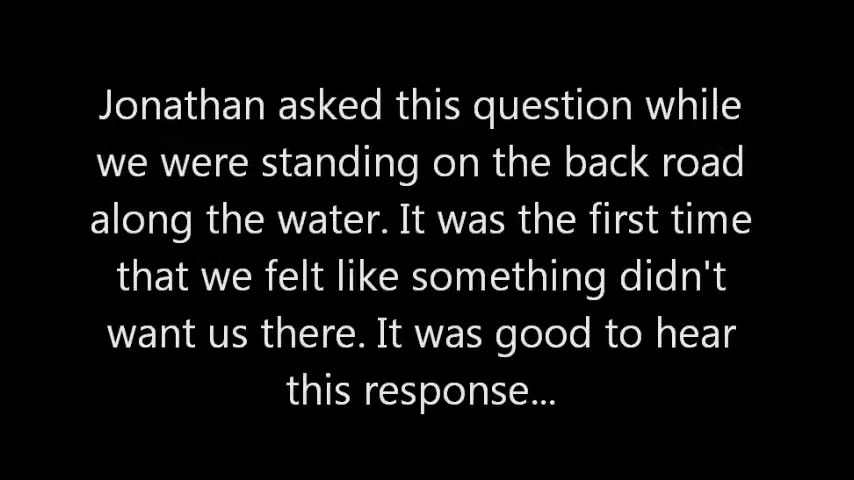 Jonathan asked this question while
we were standing on the back road
along the water. It was the first time
that we felt like something didn't
want us there. It was good to hear
this response...